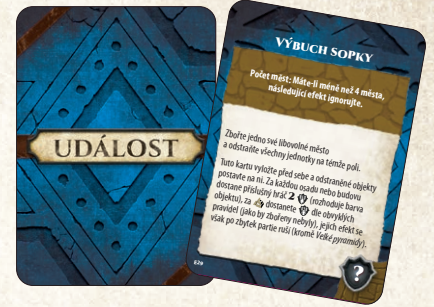 UDÁLOST
VÝBUCH SOPKY
Počet měst: Máte-li méně než 4 města,
následující efekt ignorujte.
Zbořte jedno své libovolné město
a odstraňte všechny jednotky na témže poli.
Tuto kartu vyložte před sebe a odstraněné objekty
postavte na ni. Za každou osadu nebo budovu
dostane příslušný hráč 2 (rozhoduje barva
objektu), za dostanete dle obvyklých
pravidel (jako by zbořeny nebyly), jejich efekt se
však po zbytek partie ruší (kromě Velké pyramidy).
E29
?